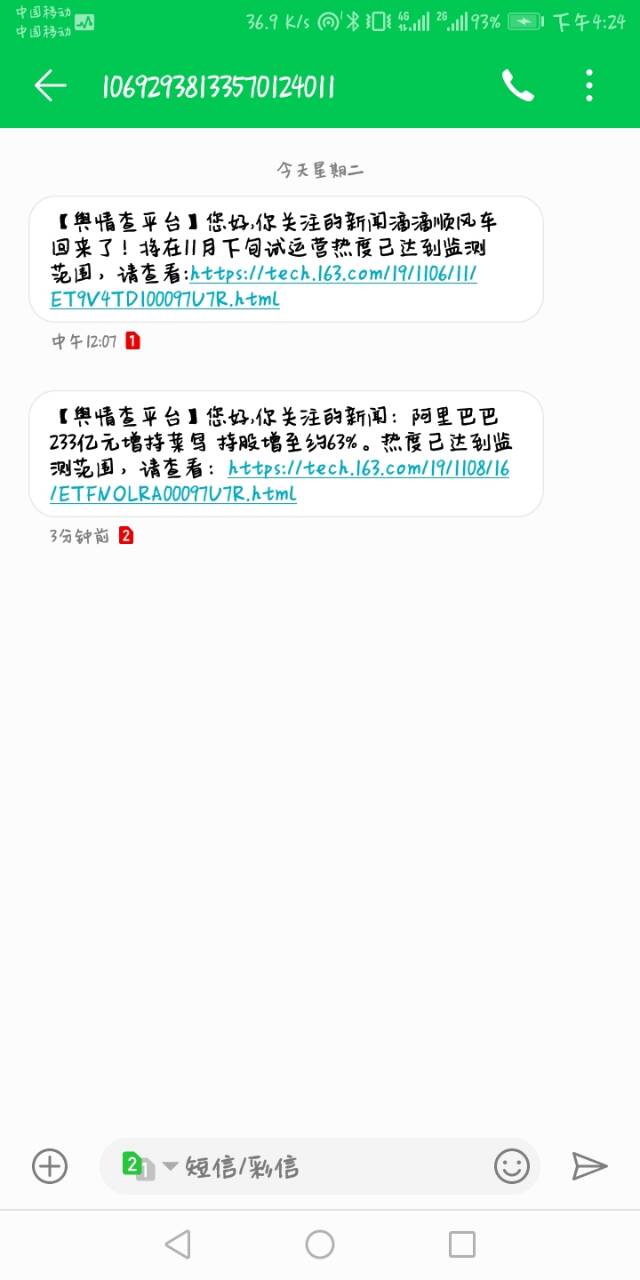 中国移动
中国移动
36.9 K/s 4G 2G 93% 下午4:24
10692938133570124011
今天星期二
【舆情查平台】您好,你关注的新闻滴滴顺风车
回来了！将在11月下旬试运营热度已达到监测
范围，请查看:https://tech.163.com/19/1106/11/
ET9V4TDI00097U7R.html
中午12:07 1
【舆情查平台】您好,你关注的新闻：阿里巴巴
233亿元增持菜鸟 持股增至约63%。热度已达到监
测范围，请查看：https://tech.163.com/19/1108/16
/ETFNOLRA00097U7R.html
3分钟前 2
2 1 短信/彩信